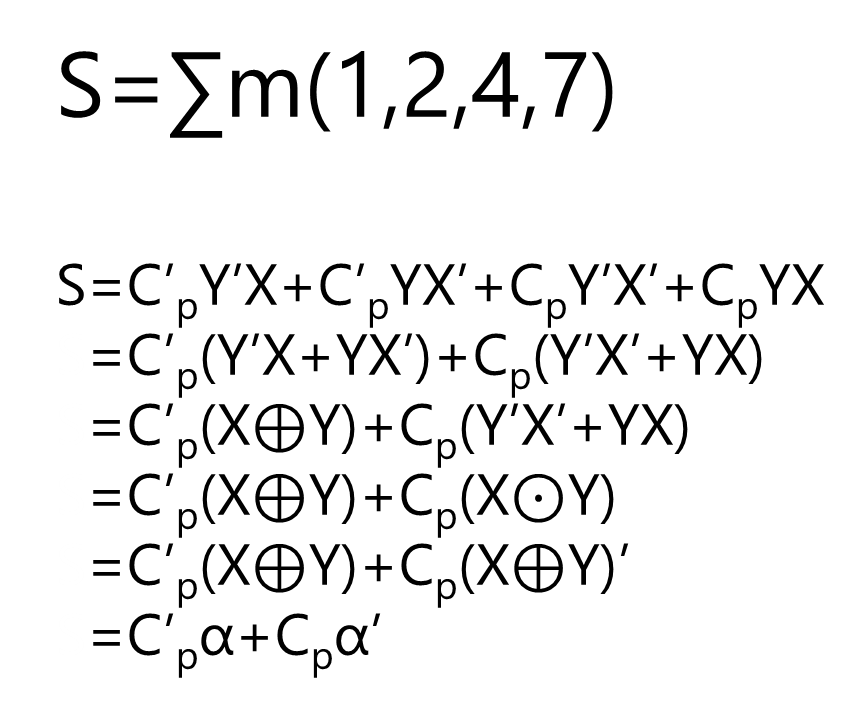 S=∑m(1,2,4,7)
S=C′ₚY′X+C′ₚYX′+CₚY′X′+CₚYX
=C′ₚ(Y′X+YX′)+Cₚ(Y′X′+YX)
=C′ₚ(X⊕Y)+Cₚ(Y′X′+YX)
=C′ₚ(X⊕Y)+Cₚ(X⊙Y)
=C′ₚ(X⊕Y)+Cₚ(X⊕Y)′
=C′ₚα+Cₚα′